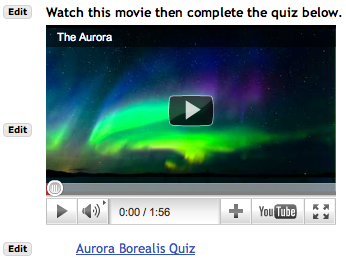 Edit
Watch this movie then complete the quiz below.
The Aurora
Edit
0:00 / 1:56
YouTube
Edit
Aurora Borealis Quiz